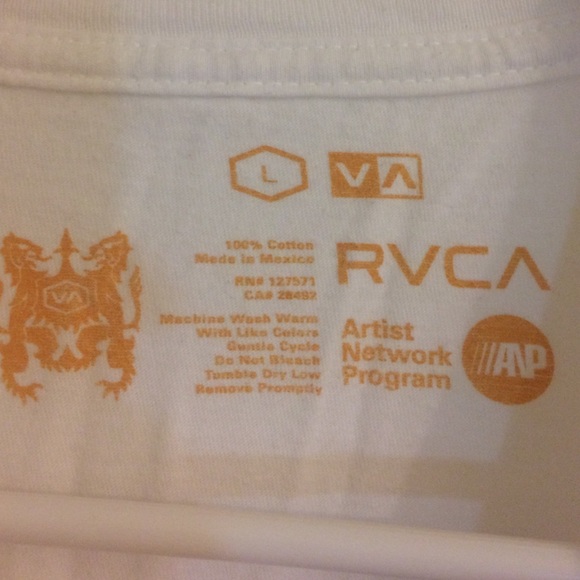 L
VA
100% Cotton
Made in Mexico
RN# 127571
CA# 28492
Machine Wash Warm
With Like Colors
Gentle Cycle
Do Not Bleach
Tumble Dry Low
Remove Promptly
VA
RVCA
Artist
Network
Program
ANP